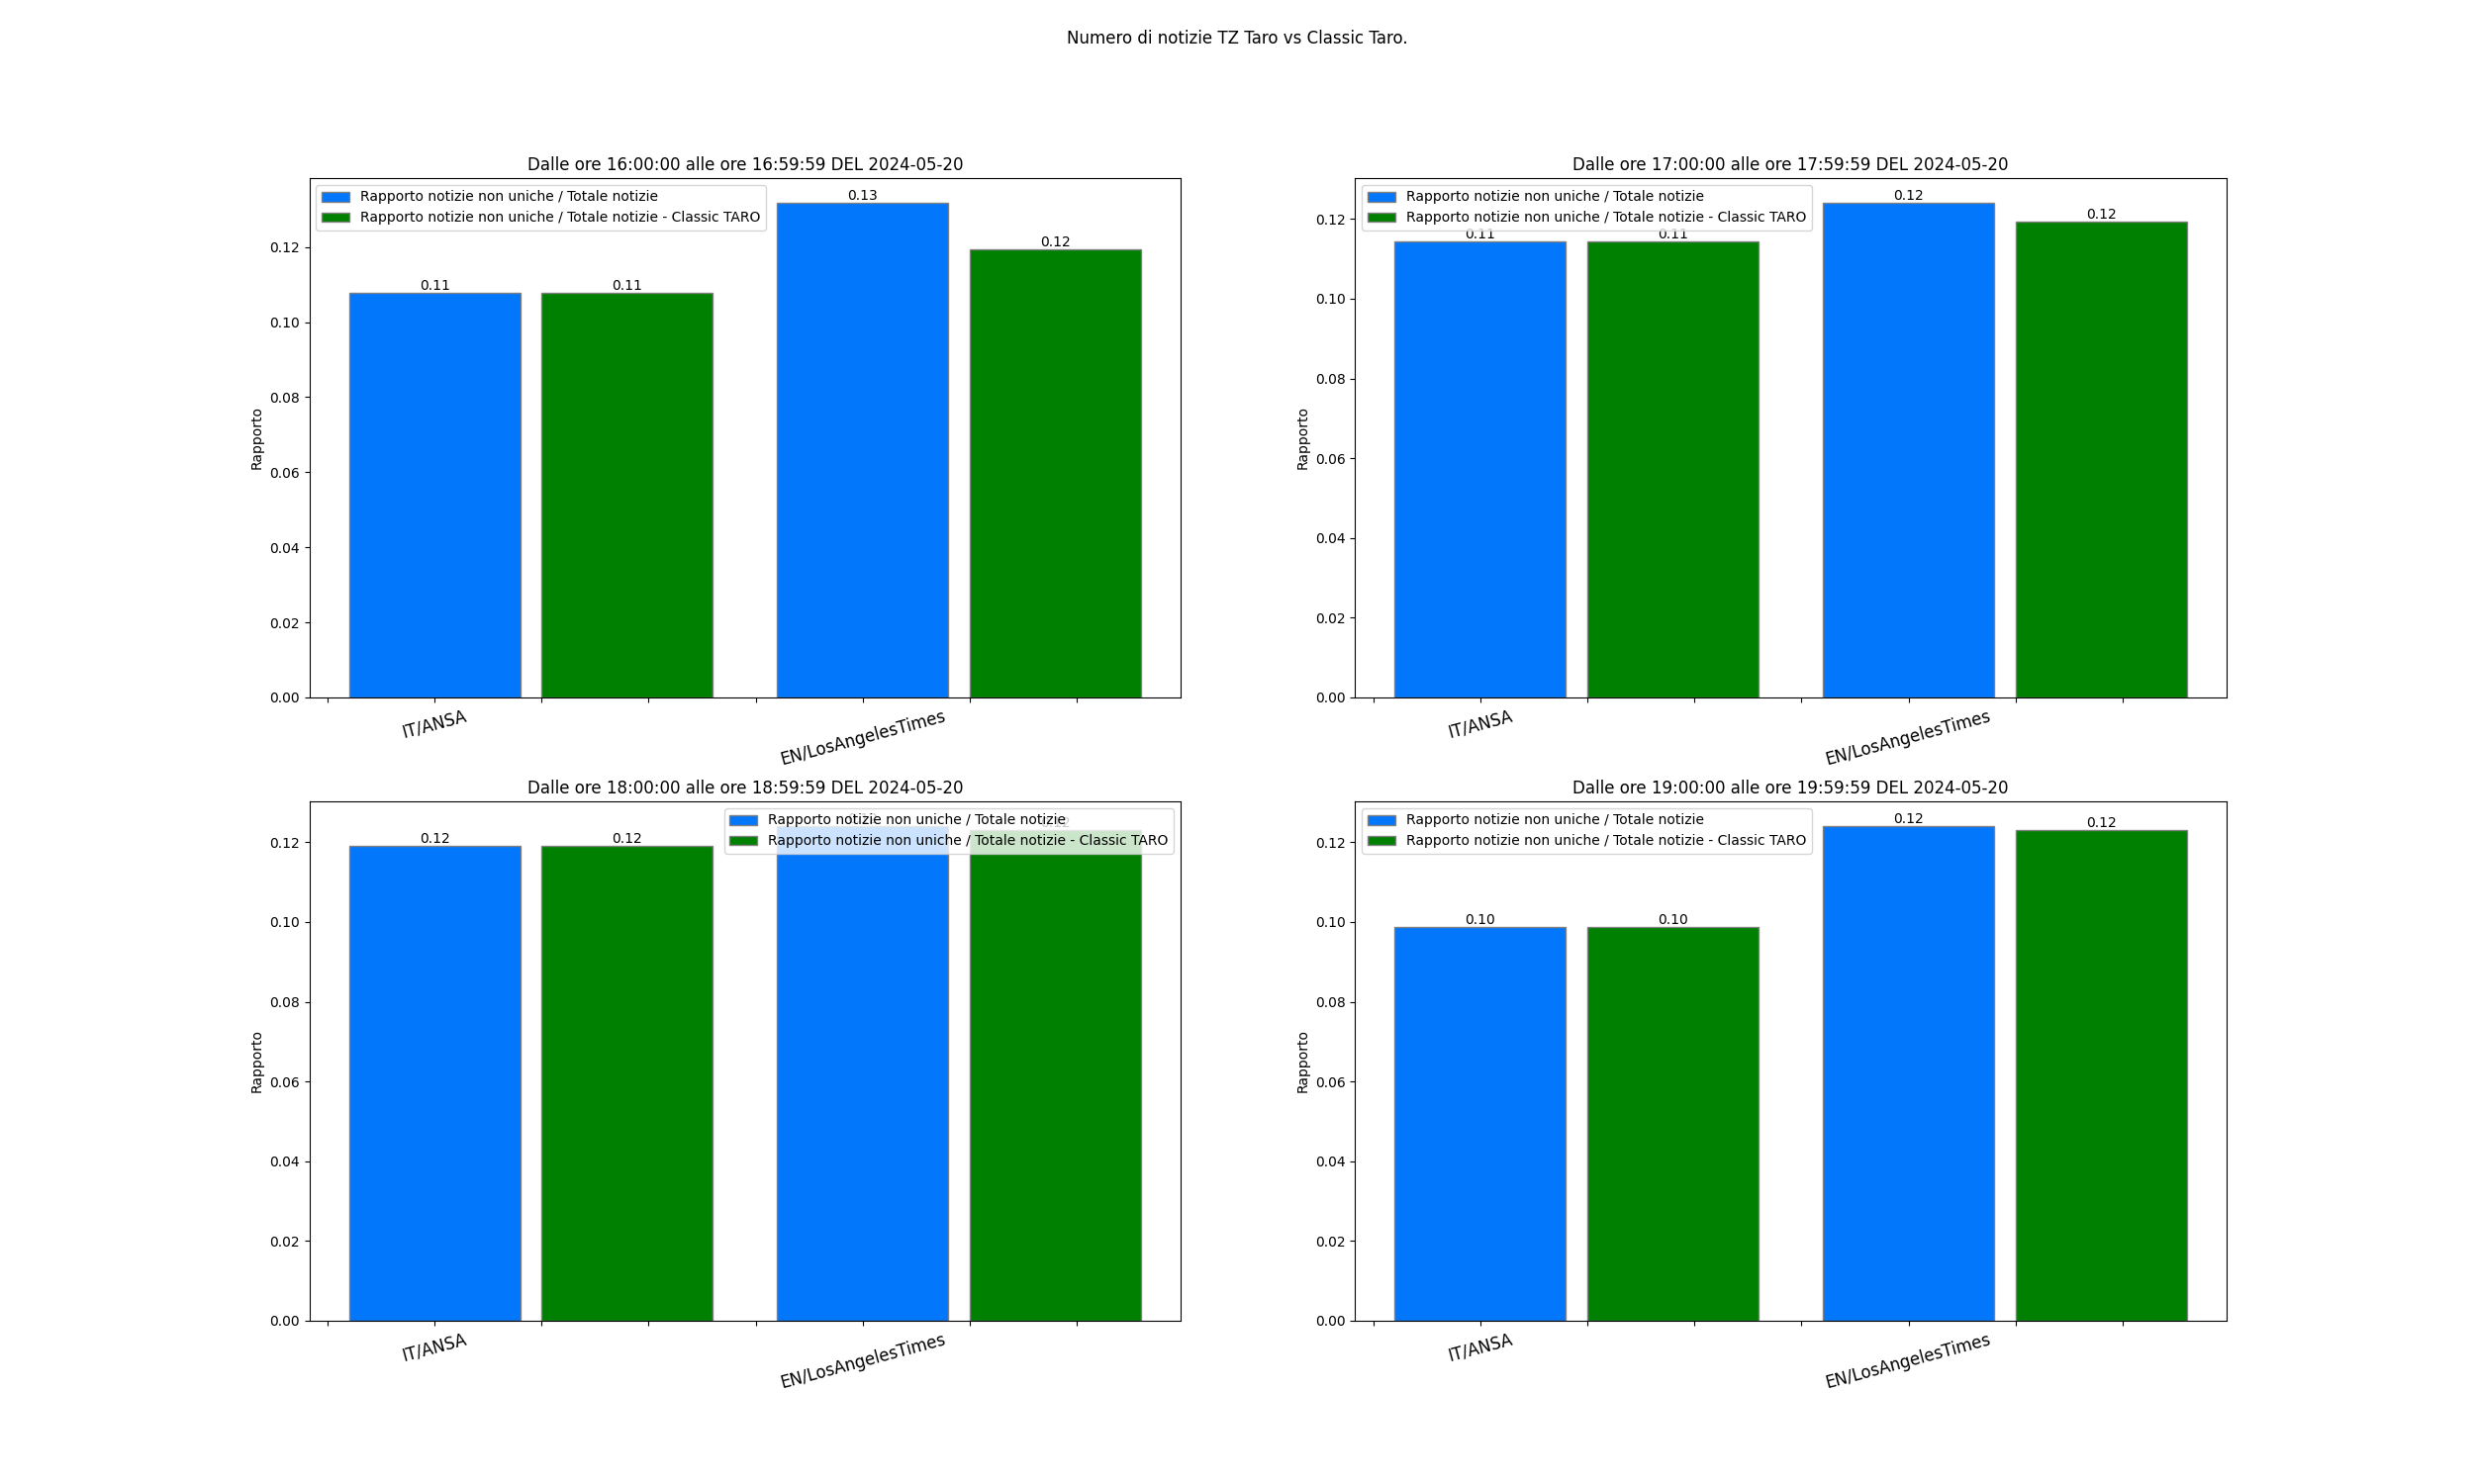 Numero di notizie TZ Taro vs Classic Taro.
Dalle ore 16:00:00 alle ore 16:59:59 DEL 2024-05-20
Rapporto notizie non uniche / Totale notizie
Rapporto notizie non uniche / Totale notizie - Classic TARO
0.13
0.12
0.11
0.11
0.12
0.10
0.08
0.06
0.04
0.02
0.00
Rapporto
IT/ANSA
EN/LosAngelesTimes
Dalle ore 17:00:00 alle ore 17:59:59 DEL 2024-05-20
Rapporto notizie non uniche / Totale notizie
Rapporto notizie non uniche / Totale notizie - Classic TARO
0.12
0.12
0.11
0.11
0.12
0.10
0.08
0.06
0.04
0.02
0.00
Rapporto
IT/ANSA
EN/LosAngelesTimes
Dalle ore 18:00:00 alle ore 18:59:59 DEL 2024-05-20
Rapporto notizie non uniche / Totale notizie
Rapporto notizie non uniche / Totale notizie - Classic TARO
0.12
0.12
0.12
0.10
0.08
0.06
0.04
0.02
0.00
Rapporto
IT/ANSA
EN/LosAngelesTimes
Dalle ore 19:00:00 alle ore 19:59:59 DEL 2024-05-20
Rapporto notizie non uniche / Totale notizie
Rapporto notizie non uniche / Totale notizie - Classic TARO
0.12
0.12
0.10
0.10
0.12
0.10
0.08
0.06
0.04
0.02
0.00
Rapporto
IT/ANSA
EN/LosAngelesTimes